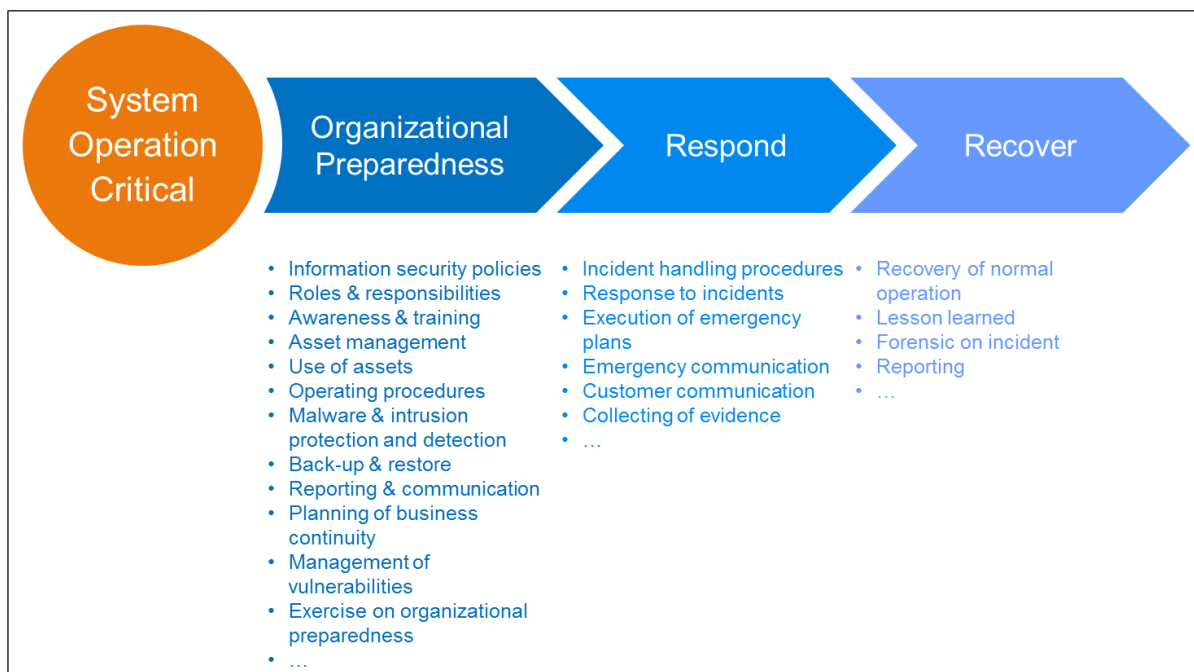 System
Operation
Critical
Organizational
Preparedness
Respond
Recover
• Information security policies
• Roles & responsibilities
• Awareness & training
• Asset management
• Use of assets
• Operating procedures
• Malware & intrusion
protection and detection
• Back-up & restore
• Reporting & communication
• Planning of business
continuity
• Management of
vulnerabilities
• Exercise on organizational
preparedness
• …
• Incident handling procedures
• Response to incidents
• Execution of emergency
plans
• Emergency communication
• Customer communication
• Collecting of evidence
• …
• Recovery of normal
operation
• Lesson learned
• Forensic on incident
• Reporting
• …